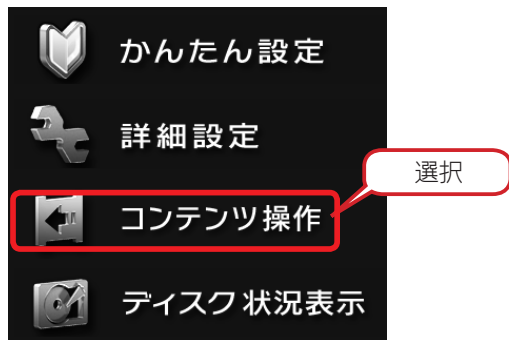 かんたん設定
詳細設定
選択
コンテンツ操作
ディスク状況表示